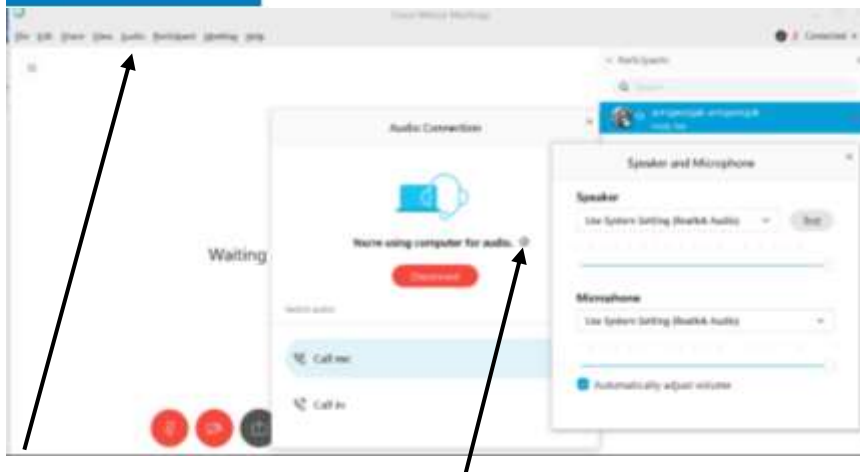 Cisco Webex Meetings
File Edit Share View Audio Participant Meeting Help
Connected
Participants
Search
Audio Connection
Speaker and Microphone
Speaker
Use System Setting (Realtek Audio)
Test
You're using computer for audio.
Waiting
Disconnect
Microphone
Switch audio
Use System Setting (Realtek Audio)
Call me
Automatically adjust volume
Call in